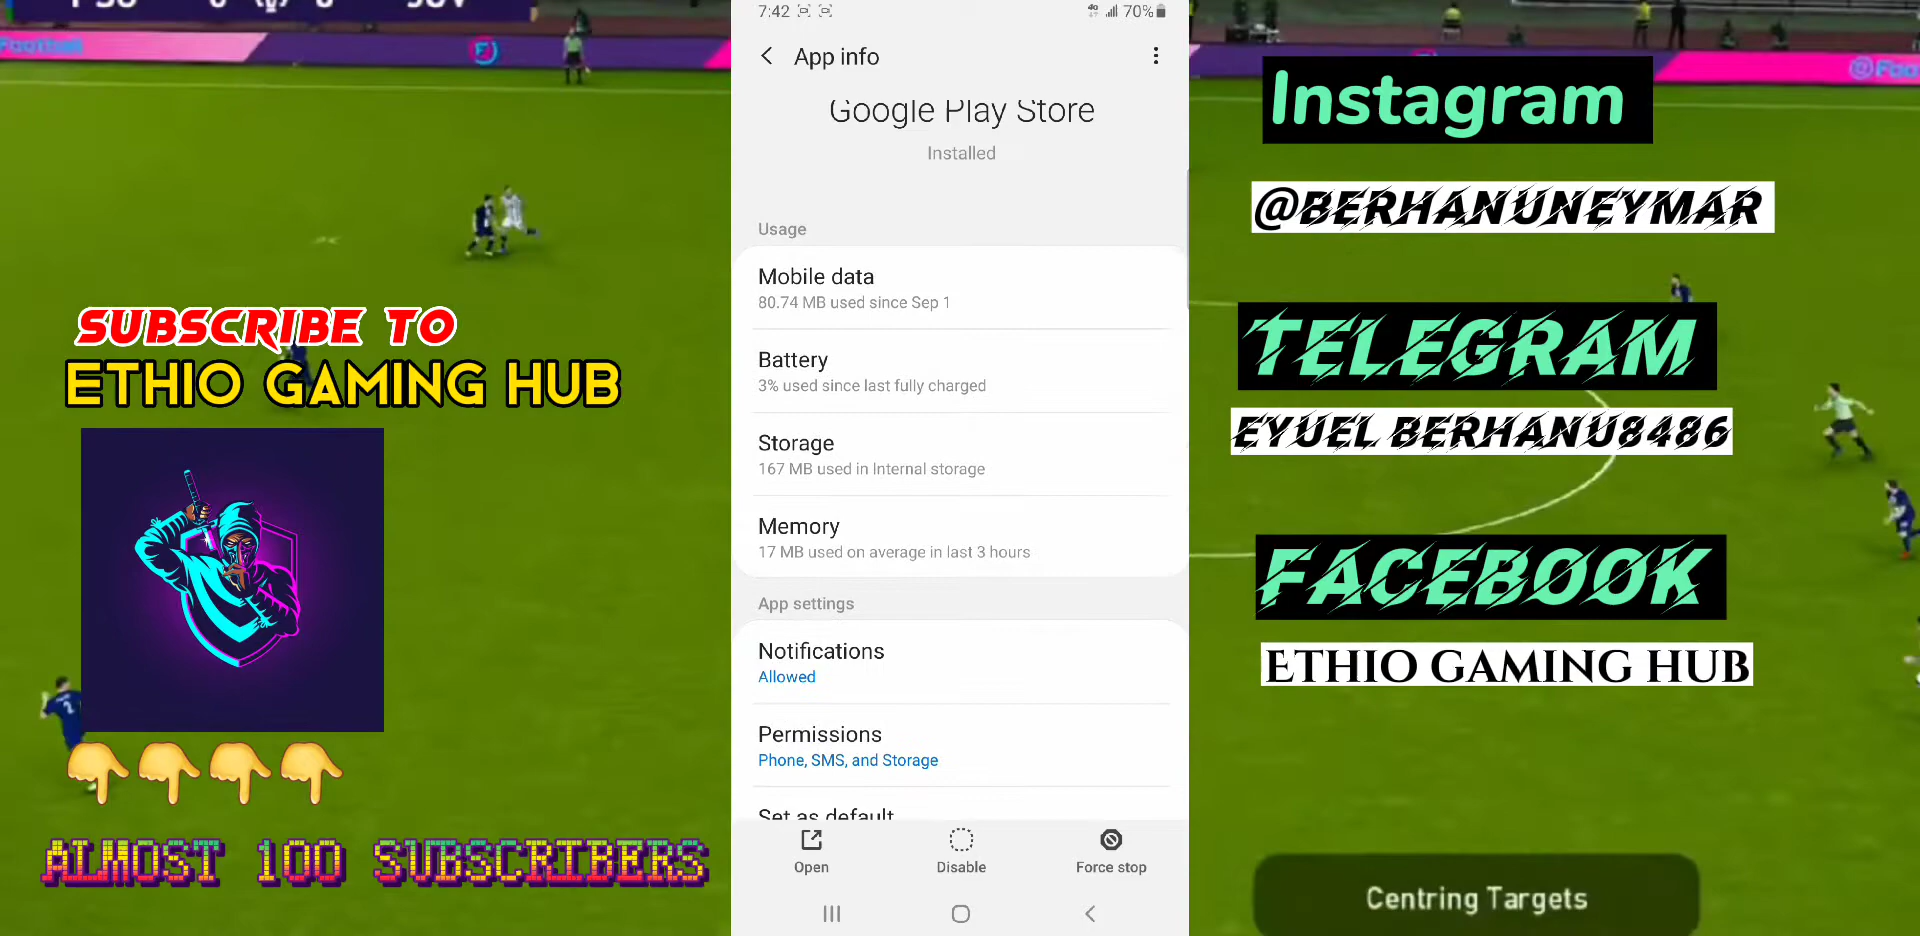 SUBSCRIBE TO
ETHIO GAMING HUB
ALMOST 100 SUBSCRIBERS
7:42
70%
App info
Google Play Store
Installed
Usage
Mobile data
80.74 MB used since Sep 1
Battery
3% used since last fully charged
Storage
167 MB used in Internal storage
Memory
17 MB used on average in last 3 hours
App settings
Notifications
Allowed
Permissions
Phone, SMS, and Storage
Set as default
Open
Disable
Force stop
Instagram
@BERHANUNEYMAR
TELEGRAM
EYUEL BERHANU8486
FACEBOOK
ETHIO GAMING HUB
Centring Targets